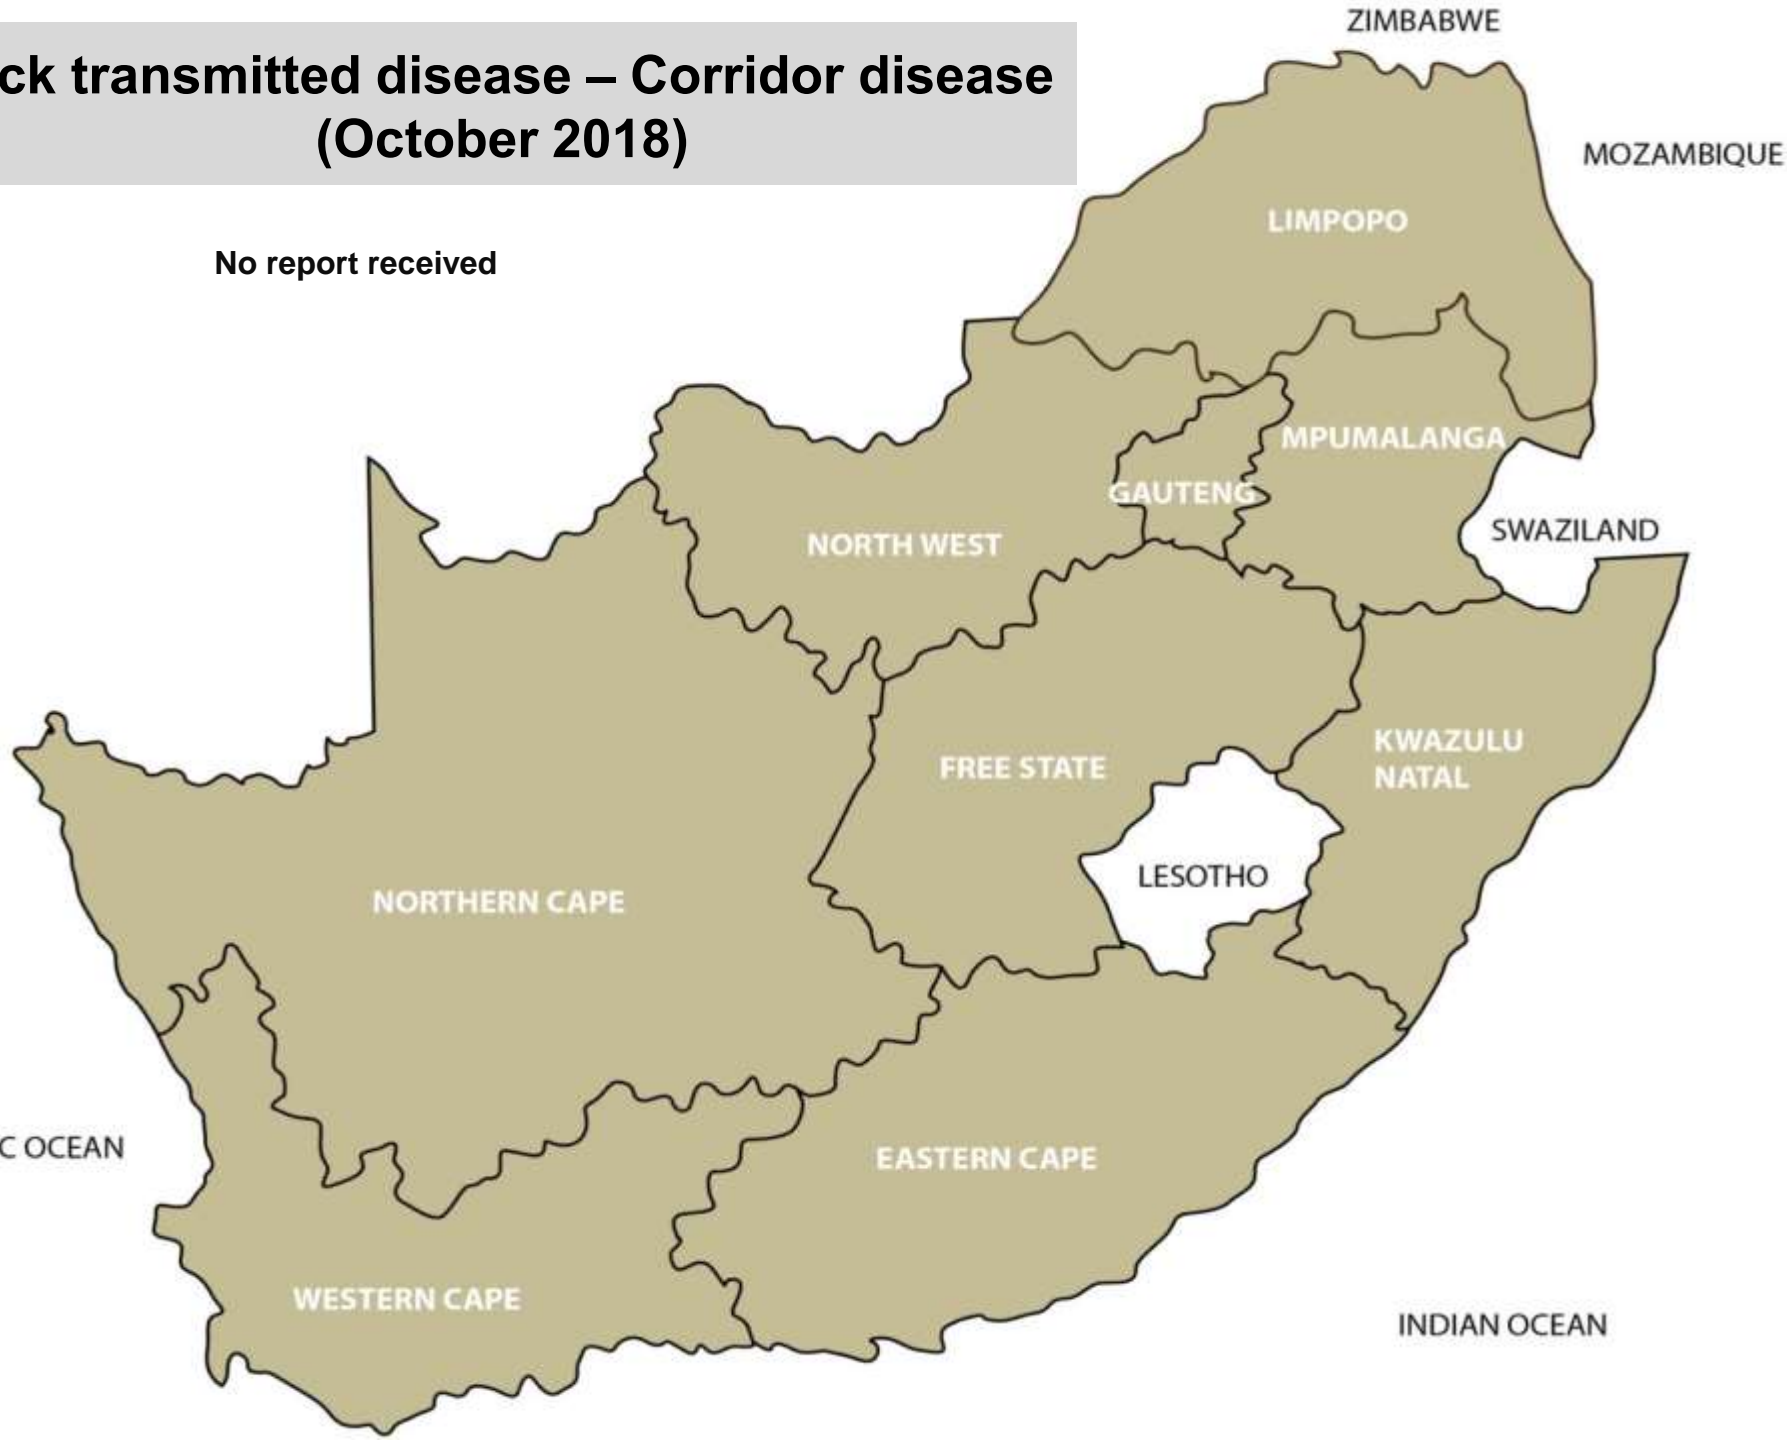 ck transmitted disease – Corridor disease
(October 2018)
No report received
ZIMBABWE
MOZAMBIQUE
LIMPOPO
MPUMALANGA
GAUTENG
NORTH WEST
SWAZILAND
KWAZULU
NATAL
FREE STATE
LESOTHO
NORTHERN CAPE
C OCEAN
EASTERN CAPE
WESTERN CAPE
INDIAN OCEAN